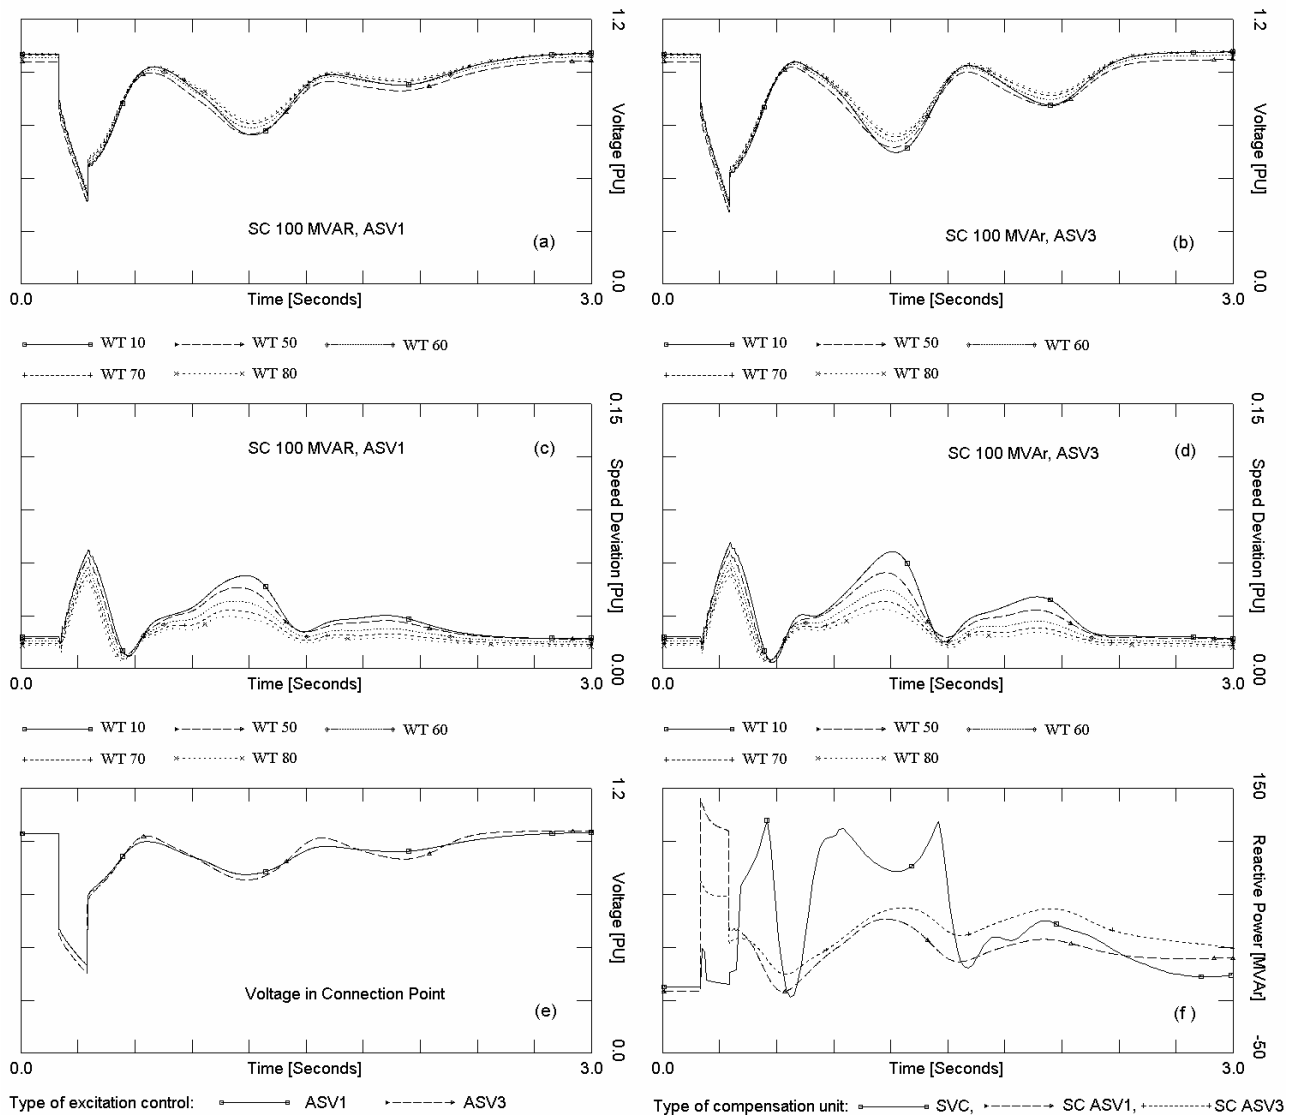 1.2
Voltage [PU]
0.0
SC 100 MVAR, ASV1
(a)
0.0
Time [Seconds]
3.0
WT 10
WT 50
WT 60
WT 70
WT 80
1.2
Voltage [PU]
0.0
SC 100 MVAr, ASV3
(b)
0.0
Time [Seconds]
3.0
WT 10
WT 50
WT 60
WT 70
WT 80
0.15
Speed Deviation [PU]
0.00
SC 100 MVAR, ASV1
(c)
0.0
Time [Seconds]
3.0
WT 10
WT 50
WT 60
WT 70
WT 80
0.15
Speed Deviation [PU]
0.00
SC 100 MVAr, ASV3
(d)
0.0
Time [Seconds]
3.0
WT 10
WT 50
WT 60
WT 70
WT 80
1.2
Voltage [PU]
0.0
Voltage in Connection Point
(e)
0.0
Time [Seconds]
3.0
Type of excitation control: ASV1 ASV3
150
Reactive Power [MVAr]
-50
(f )
0.0
Time [Seconds]
3.0
Type of compensation unit: SVC, SC ASV1, SC ASV3